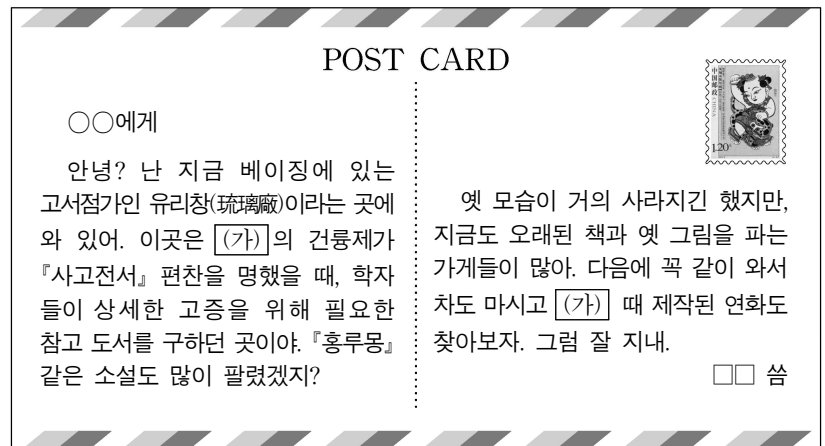 POST CARD
○○에게
안녕? 난 지금 베이징에 있는
고서점가인 유리창(琉璃廠)이라는 곳에
와 있어. 이곳은 (가) 의 건륭제가
『사고전서』 편찬을 명했을 때, 학자
들이 상세한 고증을 위해 필요한
참고 도서를 구하던 곳이야. 『홍루몽』
같은 소설도 많이 팔렸겠지?
옛 모습이 거의 사라지긴 했지만,
지금도 오래된 책과 옛 그림을 파는
가게들이 많아. 다음에 꼭 같이 와서
차도 마시고 (가) 때 제작된 연화도
찾아보자. 그럼 잘 지내.
□□ 씀
中国邮政
CHINA
1.20